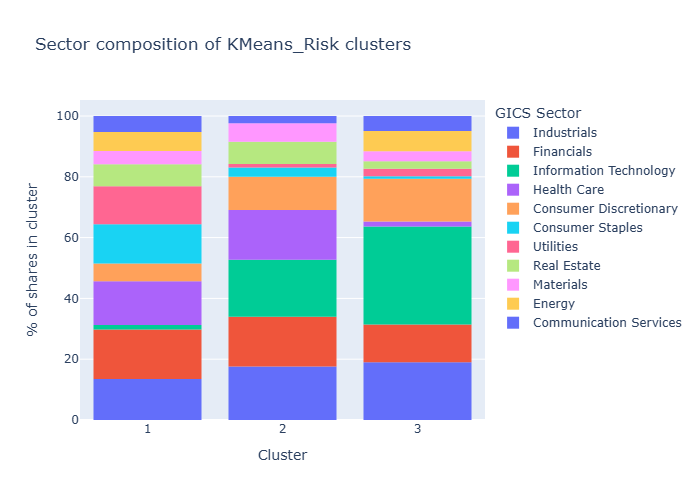 Sector composition of KMeans_Risk clusters
% of shares in cluster
100
80
60
40
20
0
1
2
3
Cluster
GICS Sector
Industrials
Financials
Information Technology
Health Care
Consumer Discretionary
Consumer Staples
Utilities
Real Estate
Materials
Energy
Communication Services